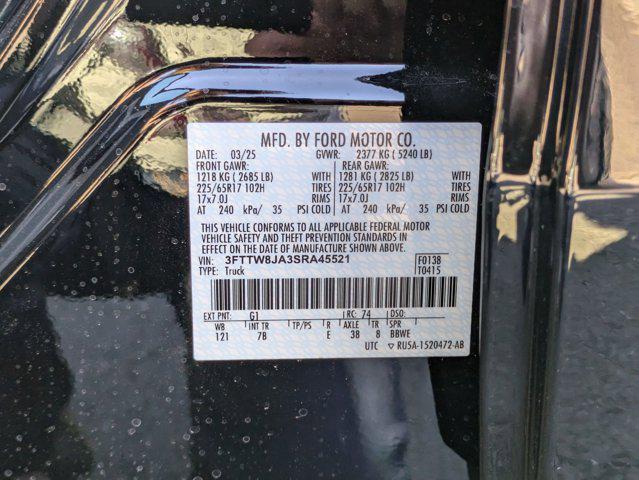 MFD. BY FORD MOTOR CO.
DATE: 03/25 GVWR: 2377 KG ( 5240 LB)
FRONT GAWR: REAR GAWR:
1218 KG ( 2685 LB) 1281 KG ( 2825 LB)
225/65R17 102H TIRES 225/65R17 102H TIRES
17x7.0J RIMS 17x7.0J RIMS
AT 240 kPa/ 35 PSI COLD AT 240 kPa/ 35 PSI COLD
THIS VEHICLE CONFORMS TO ALL APPLICABLE FEDERAL MOTOR
VEHICLE SAFETY AND THEFT PREVENTION STANDARDS IN
EFFECT ON THE DATE OF MANUFACTURE SHOWN ABOVE.
VIN: 3FTTW8JA3SRA45521 F0138
TYPE: Truck T0415
EXT PNT: G1 RC: 74 DSO:
WB INT TR TP/PS R AXLE TR SPR
121 7B E 38 8 BBWE
UTC ▽ RU5A-1520472-AB